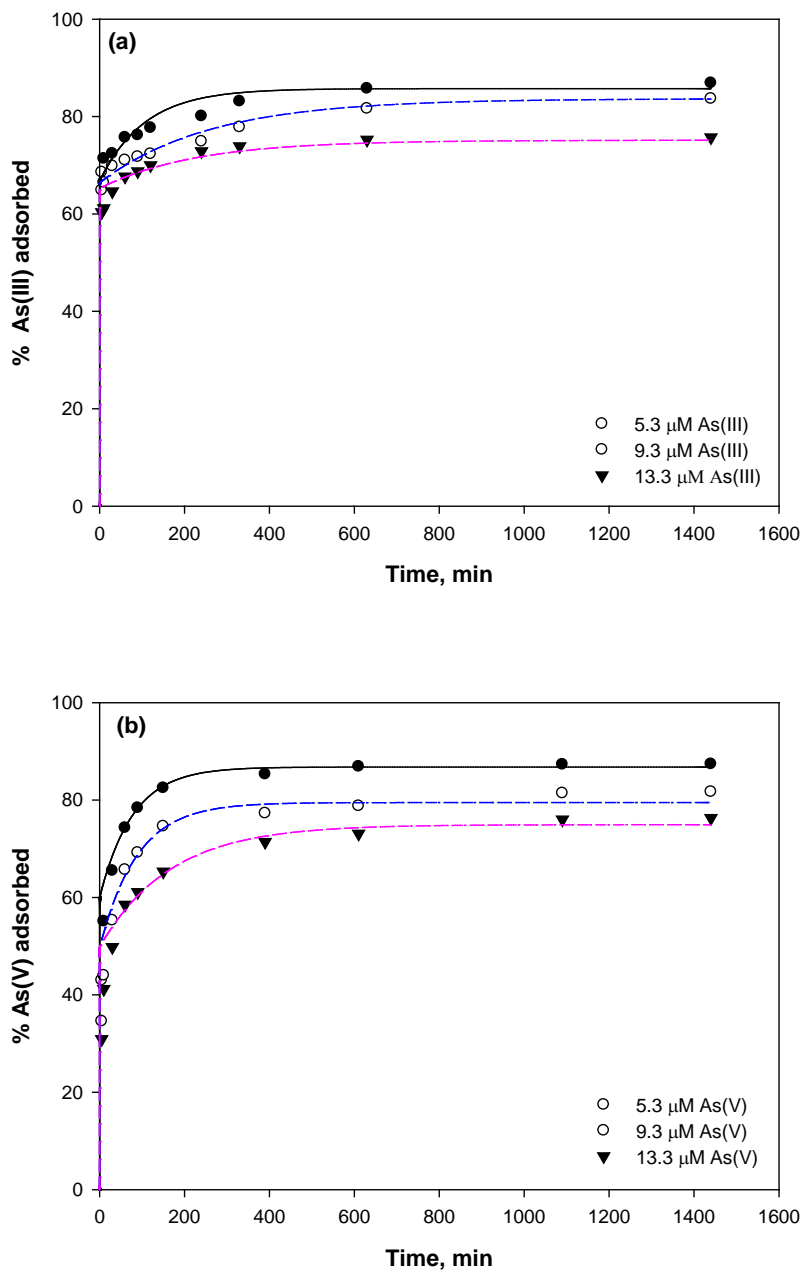 (a)
100
80
60
40
20
0
% As(III) adsorbed
5.3 μM As(III)
9.3 μM As(III)
13.3 μM As(III)
0 200 400 600 800 1000 1200 1400 1600
Time, min
(b)
100
80
60
40
20
0
% As(V) adsorbed
5.3 μM As(V)
9.3 μM As(V)
13.3 μM As(V)
0 200 400 600 800 1000 1200 1400 1600
Time, min